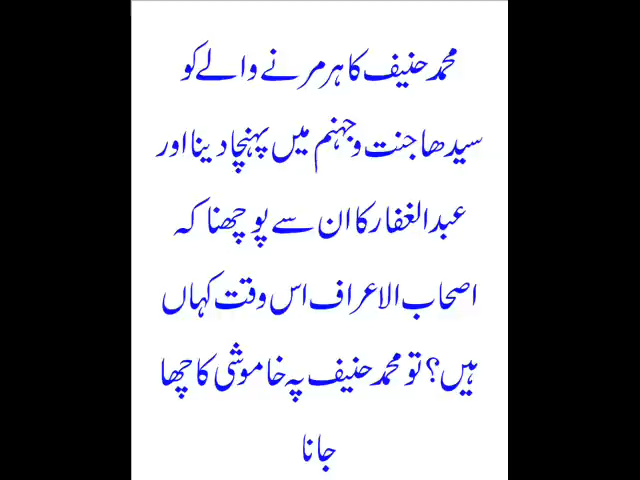 محمد حنیف کا ہر مرنے والے کو
سیدھا جنت و جہنم میں پہنچا دینا اور
عبدالغفار کا ان سے پوچھنا کہ
اصحاب الاعراف اس وقت کہاں
ہیں؟ تو محمد حنیف پہ خاموشی کا چھا
جانا